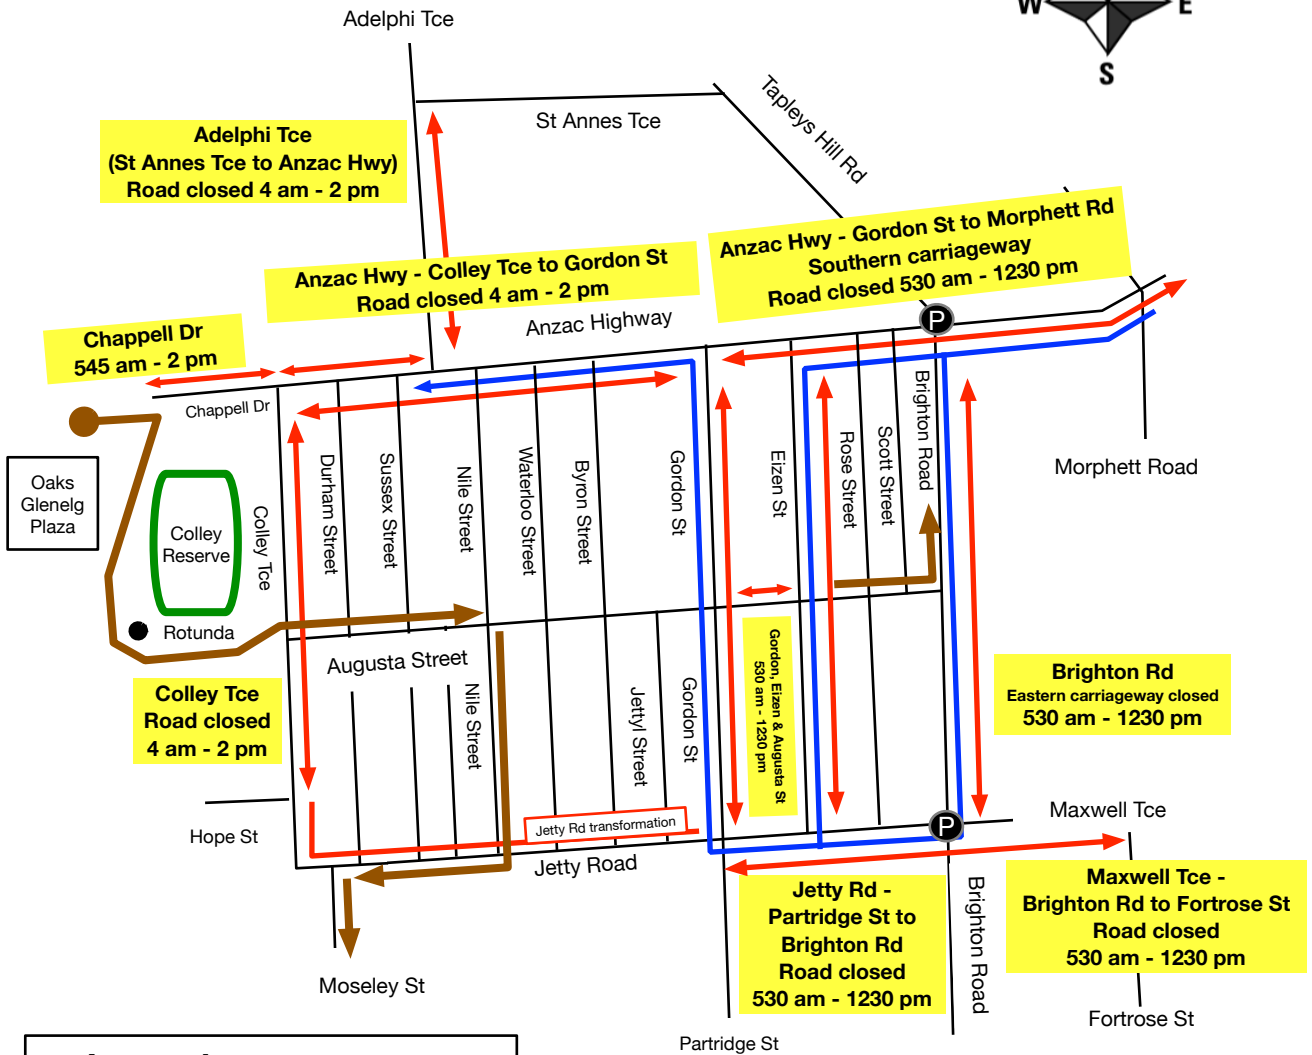 Adelphi Tce
W
E
S
St Annes Tce
Tapleys Hill Rd
Adelphi Tce
(St Annes Tce to Anzac Hwy)
Road closed 4 am - 2 pm
Anzac Hwy - Gordon St to Morphett Rd
Southern carriageway
Road closed 530 am - 1230 pm
Anzac Hwy - Colley Tce to Gordon St
Road closed 4 am - 2 pm
Anzac Highway
P
Chappell Dr
545 am - 2 pm
Chappell Dr
Oaks
Glenelg
Plaza
Colley
Reserve
Colley Tce
Durham Street
Sussex Street
Nile Street
Waterloo Street
Byron Street
Gordon St
Eizen St
Rose Street
Scott Street
Brighton Road
Morphett Road
Rotunda
Augusta Street
Colley Tce
Road closed
4 am - 2 pm
Nile Street
Jettyl Street
Gordon St
Gordon, Eizen & Augusta St
530 am - 1230 pm
Brighton Rd
Eastern carriageway closed
530 am - 1230 pm
Hope St
Jetty Rd transformation
Jetty Road
P
Maxwell Tce
Jetty Rd -
Partridge St to
Brighton Rd
Road closed
530 am - 1230 pm
Brighton Road
Maxwell Tce -
Brighton Rd to Fortrose St
Road closed
530 am - 1230 pm
Moseley St
Fortrose St
Partridge St